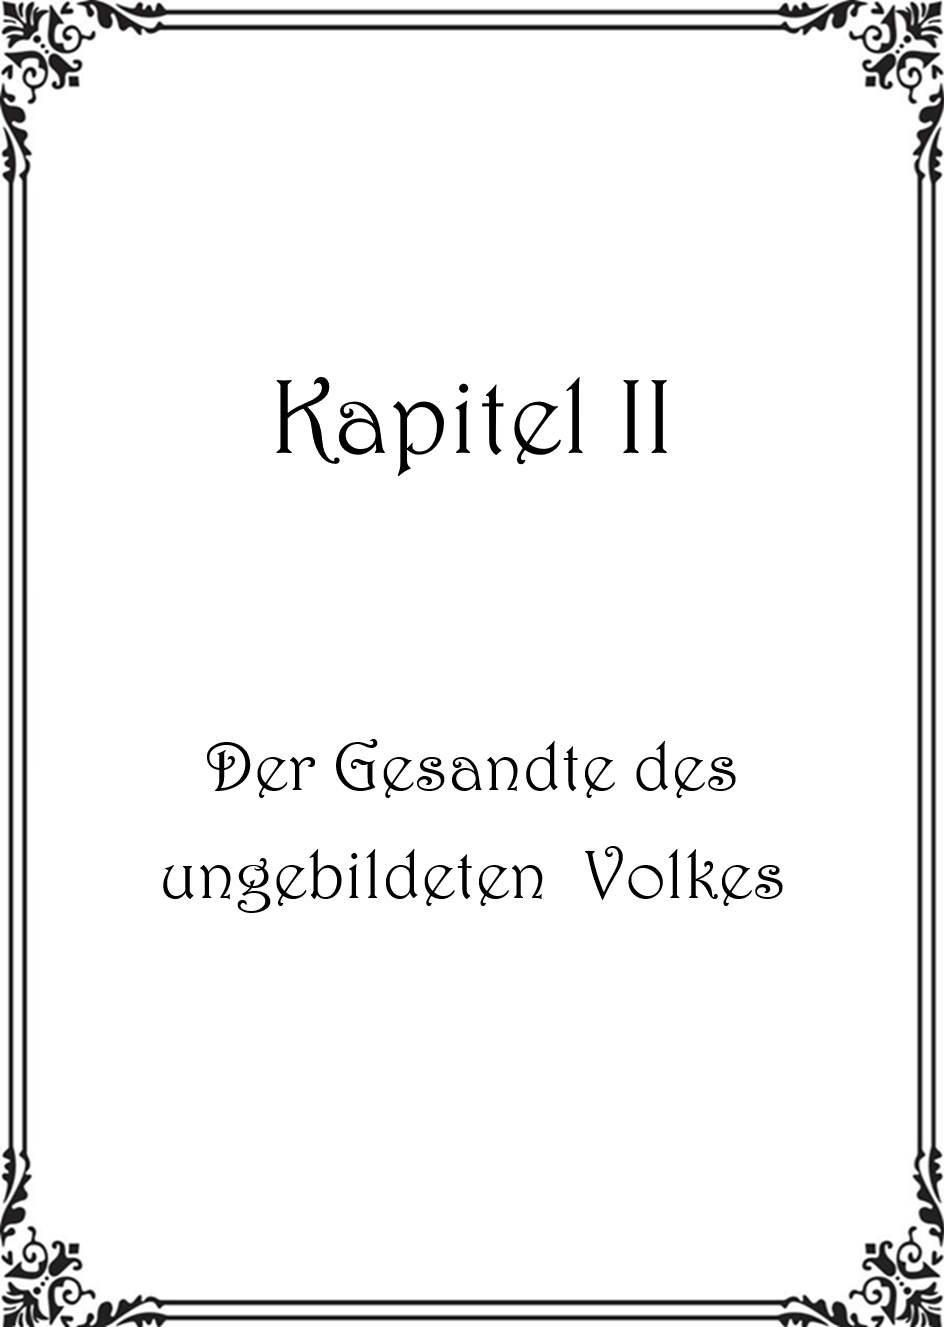 Kapitel II
Der Gesandte des
ungebildeten Volkes